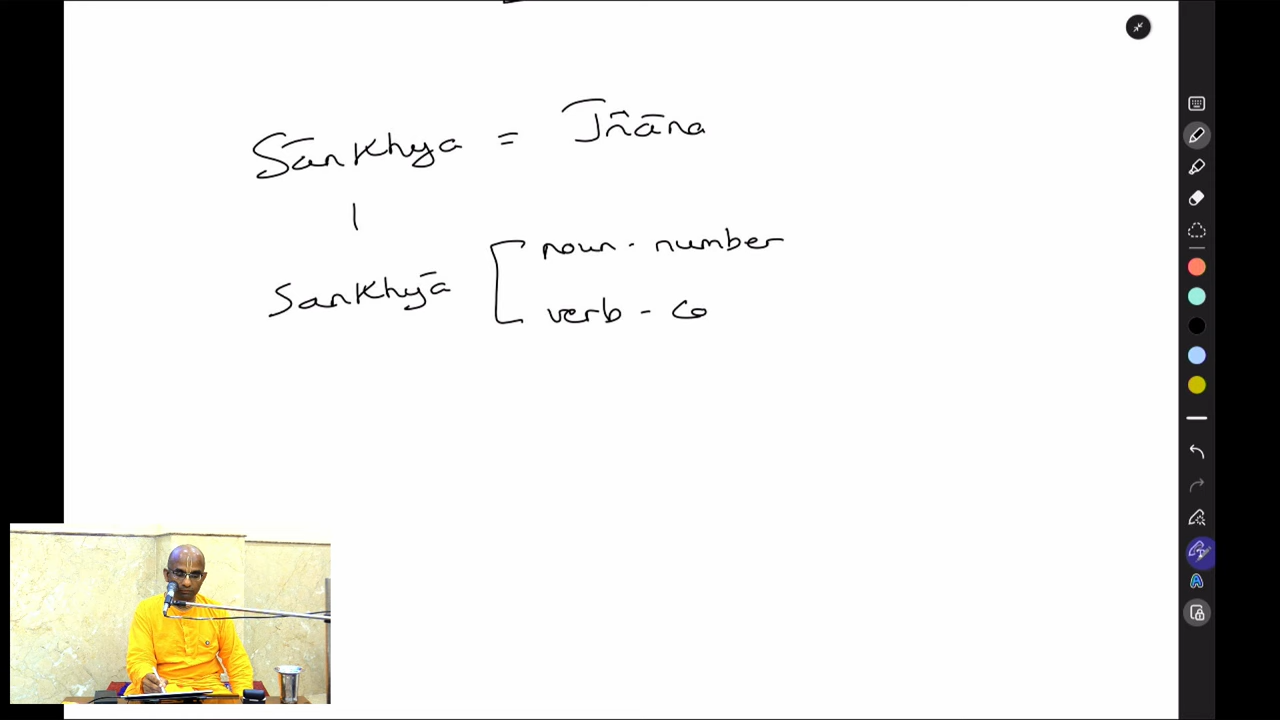 Sānkhya = Jñāna
Sankhyā
noun - number
verb - co